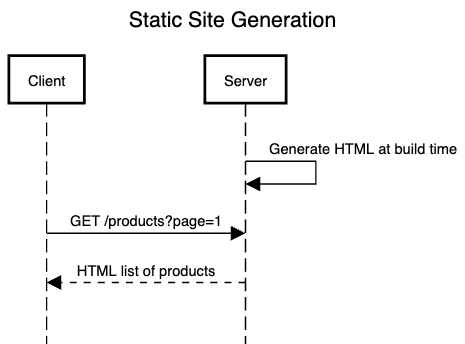 Static Site Generation
Client
Server
Generate HTML at build time
GET /products?page=1
HTML list of products